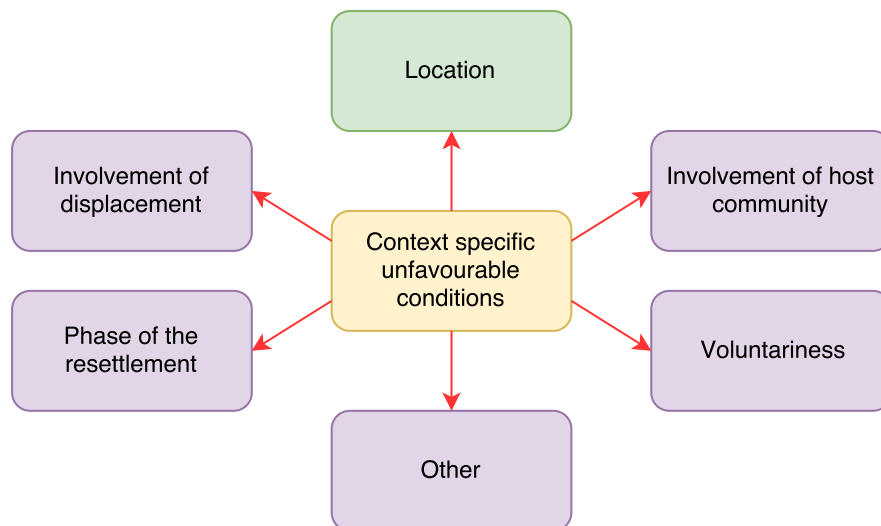 Location
Involvement of
displacement
Involvement of host
community
Context specific
unfavourable
conditions
Phase of the
resettlement
Voluntariness
Other